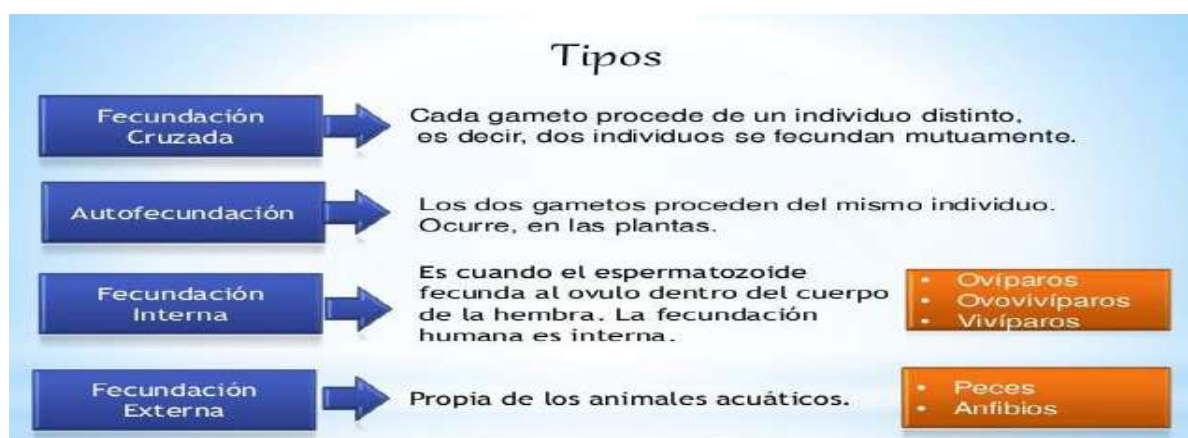 Tipos
Fecundación
Cruzada
Cada gameto procede de un individuo distinto,
es decir, dos individuos se fecundan mutuamente.
Autofecundación
Los dos gametos proceden del mismo individuo.
Ocurre, en las plantas.
Fecundación
Interna
Es cuando el espermatozoide
fecunda al ovulo dentro del cuerpo
de la hembra. La fecundación
humana es interna.
• Ovíparos
• Ovovivíparos
• Vivíparos
Fecundación
Externa
Propia de los animales acuáticos.
• Peces
• Anfibios